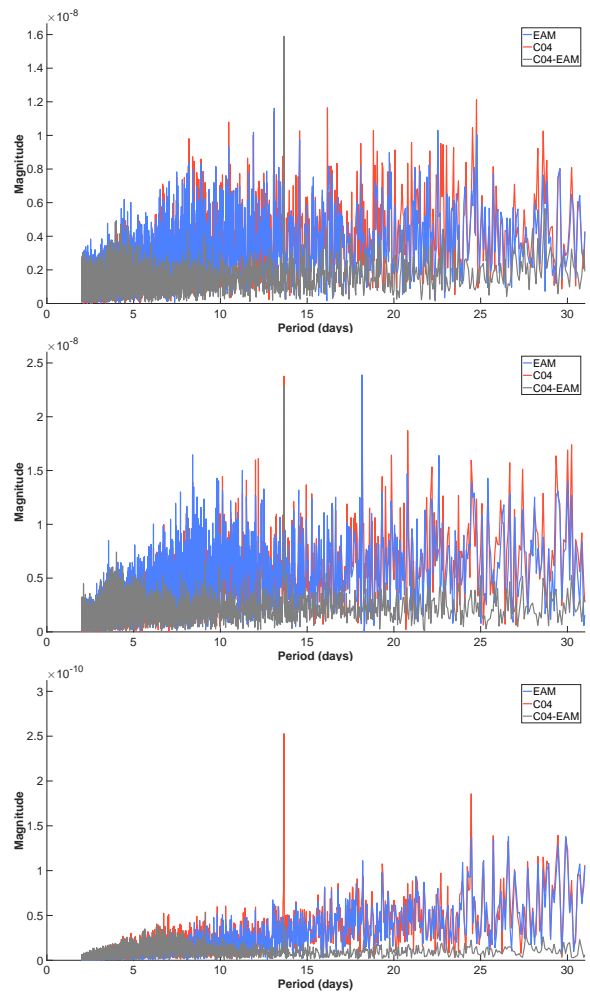 ×10⁻⁸
1.6
1.4
1.2
1
0.8
0.6
0.4
0.2
0
Magnitude
EAM
C04
C04-EAM
0 5 10 15 20 25 30
Period (days)
×10⁻⁸
2.5
2
1.5
1
0.5
0
Magnitude
EAM
C04
C04-EAM
0 5 10 15 20 25 30
Period (days)
×10⁻¹⁰
3
2.5
2
1.5
1
0.5
0
Magnitude
EAM
C04
C04-EAM
0 5 10 15 20 25 30
Period (days)